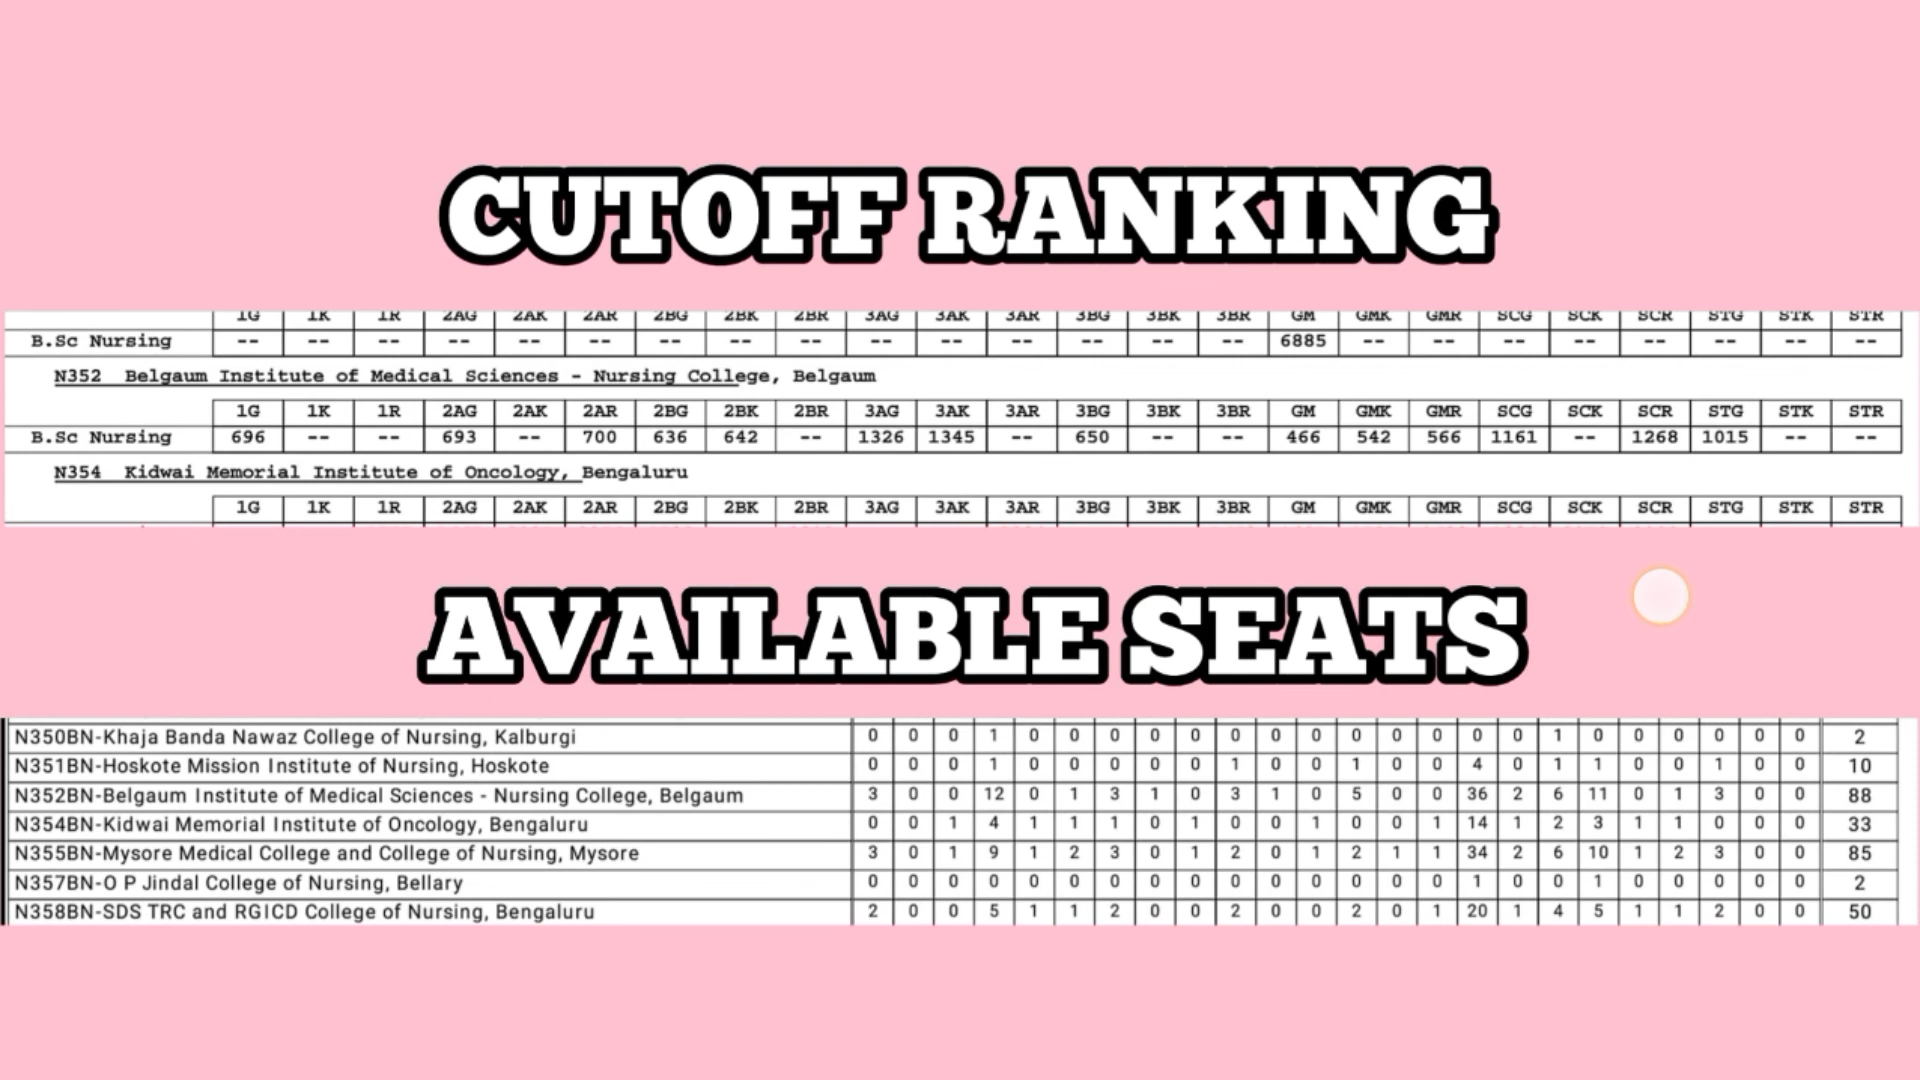 CUTOFF RANKING
1G 1K 1R 2AG 2AK 2AR 2BG 2BK 2BR 3AG 3AK 3AR 3BG 3BK 3BR GM GMK GMR SCG SCK SCR STG STK STR
B.Sc Nursing -- -- -- -- -- -- -- -- -- -- -- -- -- -- -- 6885 -- -- -- -- -- -- -- --
N352 Belgaum Institute of Medical Sciences - Nursing College, Belgaum
1G 1K 1R 2AG 2AK 2AR 2BG 2BK 2BR 3AG 3AK 3AR 3BG 3BK 3BR GM GMK GMR SCG SCK SCR STG STK STR
B.Sc Nursing 696 -- -- 693 -- 700 636 642 -- 1326 1345 -- 650 -- -- 466 542 566 1161 -- 1268 1015 -- --
N354 Kidwai Memorial Institute of Oncology, Bengaluru
1G 1K 1R 2AG 2AK 2AR 2BG 2BK 2BR 3AG 3AK 3AR 3BG 3BK 3BR GM GMK GMR SCG SCK SCR STG STK STR
AVAILABLE SEATS
N350BN-Khaja Banda Nawaz College of Nursing, Kalburgi 0 0 0 1 0 0 0 0 0 0 0 0 0 0 0 0 0 1 0 0 0 0 0 0 2
N351BN-Hoskote Mission Institute of Nursing, Hoskote 0 0 0 1 0 0 0 0 0 1 0 0 1 0 0 4 0 1 1 0 0 1 0 0 10
N352BN-Belgaum Institute of Medical Sciences - Nursing College, Belgaum 3 0 0 12 0 1 3 1 0 3 1 0 5 0 0 36 2 6 11 0 1 3 0 0 88
N354BN-Kidwai Memorial Institute of Oncology, Bengaluru 0 0 1 4 1 1 1 0 1 0 0 1 0 0 1 14 1 2 3 1 1 0 0 0 33
N355BN-Mysore Medical College and College of Nursing, Mysore 3 0 1 9 1 2 3 0 1 2 0 1 2 1 1 34 2 6 10 1 2 3 0 0 85
N357BN-O P Jindal College of Nursing, Bellary 0 0 0 0 0 0 0 0 0 0 0 0 0 0 0 1 0 0 1 0 0 0 0 0 2
N358BN-SDS TRC and RGICD College of Nursing, Bengaluru 2 0 0 5 1 1 2 0 0 2 0 0 2 0 1 20 1 4 5 1 1 2 0 0 50